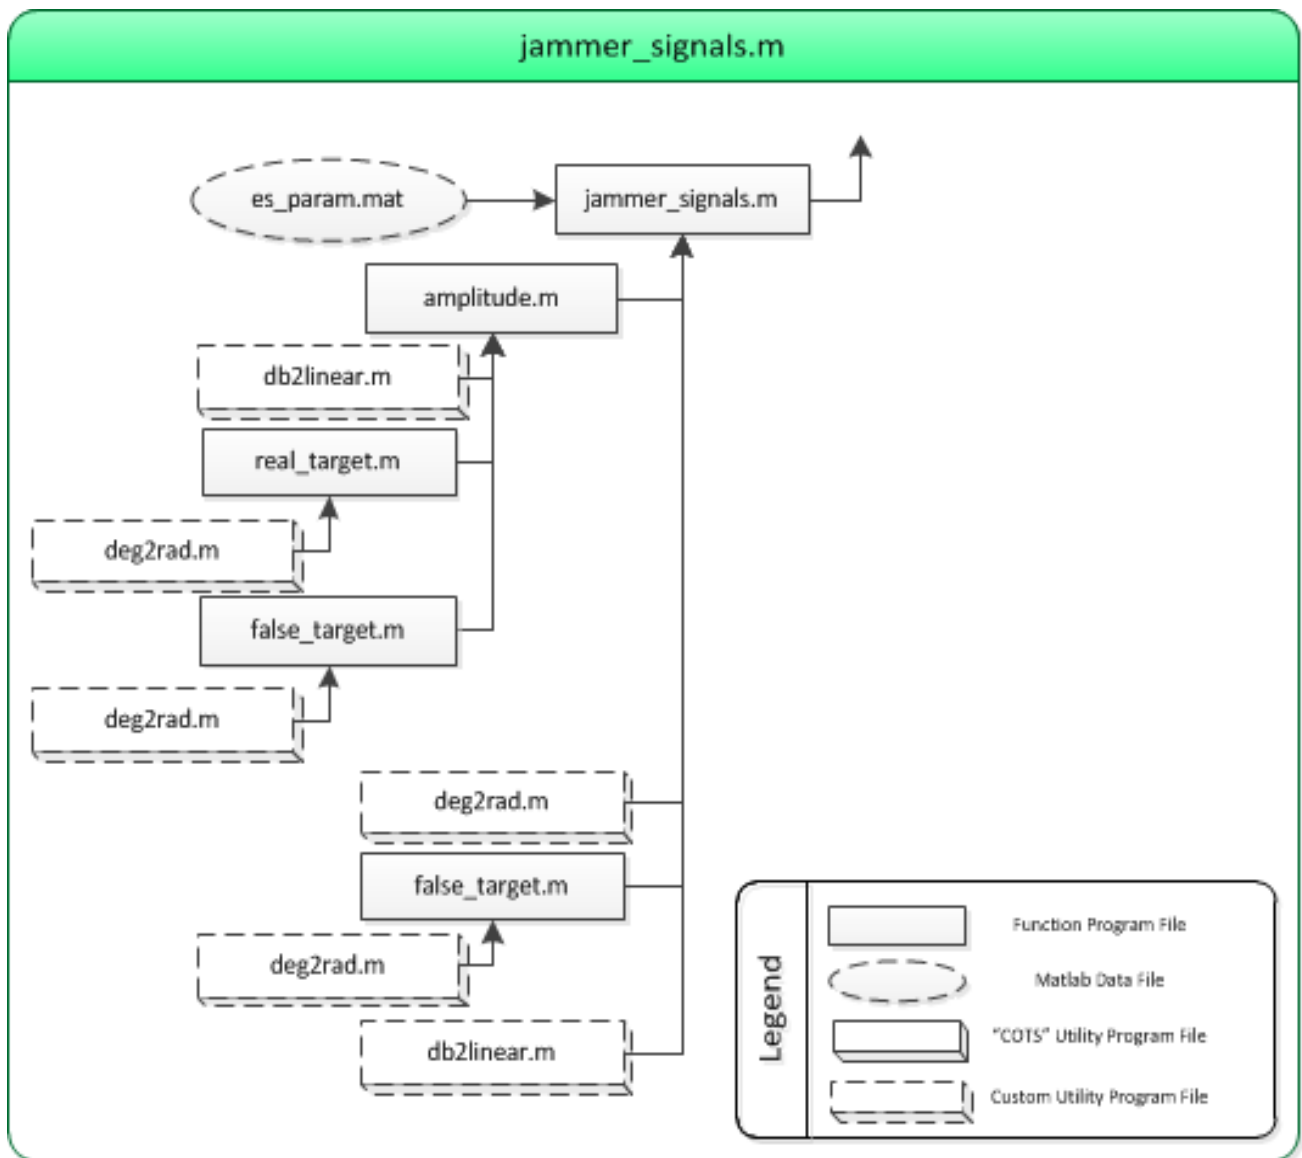 jammer_signals.m
es_param.mat
jammer_signals.m
amplitude.m
db2linear.m
real_target.m
deg2rad.m
false_target.m
deg2rad.m
deg2rad.m
false_target.m
deg2rad.m
db2linear.m
Legend
Function Program File
Matlab Data File
"COTS" Utility Program File
Custom Utility Program File